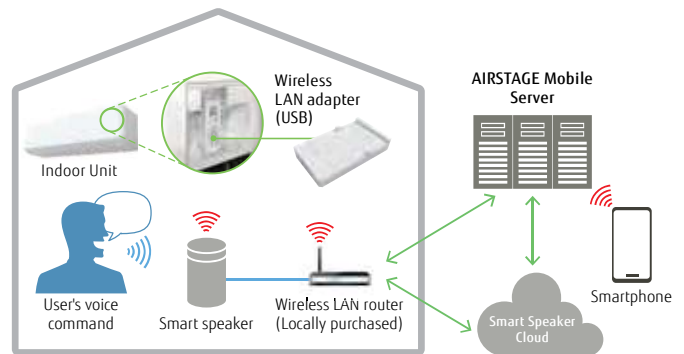 Wireless
LAN adapter
(USB)
AIRSTAGE Mobile
Server
Indoor Unit
User's voice
command
Smart speaker
Wireless LAN router
(Locally purchased)
Smart Speaker
Cloud
Smartphone